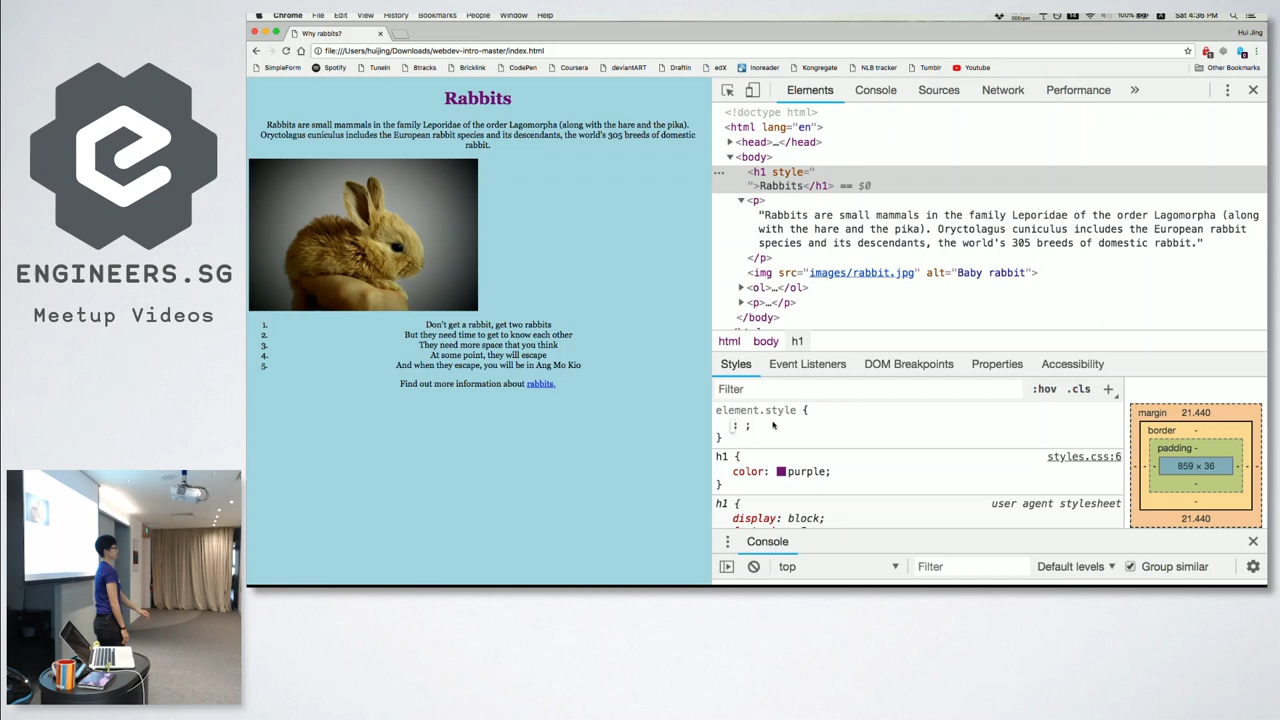 ENGINEERS.SG
Meetup Videos
Chrome File Edit View History Bookmarks People Window Help
100% Sat 4:36 PM
Why rabbits?
Hui Jing
file:///Users/huijing/Downloads/webdev-intro-master/index.html
SimpleForm Spotify TuneIn 8tracks Bricklink CodePen Coursera deviantART Draftin edX Inoreader Kongregate NLB tracker Tumblr Youtube Other Bookmarks
Rabbits
Rabbits are small mammals in the family Leporidae of the order Lagomorpha (along with the hare and the pika).
Oryctolagus cuniculus includes the European rabbit species and its descendants, the world's 305 breeds of domestic
rabbit.
1. Don't get a rabbit, get two rabbits
2. But they need time to get to know each other
3. They need more space that you think
4. At some point, they will escape
5. And when they escape, you will be in Ang Mo Kio
Find out more information about rabbits.
Elements Console Sources Network Performance »
<!doctype html>
<html lang="en">
<head>…</head>
<body>
… <h1 style="
">Rabbits</h1> == $0
<p>
"Rabbits are small mammals in the family Leporidae of the order Lagomorpha (along
with the hare and the pika). Oryctolagus cuniculus includes the European rabbit
species and its descendants, the world's 305 breeds of domestic rabbit."
</p>
<img src="images/rabbit.jpg" alt="Baby rabbit">
<ol>…</ol>
<p>…</p>
</body>
html body h1
Styles Event Listeners DOM Breakpoints Properties Accessibility
Filter :hov .cls +
element.style {
: ;
}
h1 { styles.css:6
color: purple;
}
h1 { user agent stylesheet
display: block;
margin 21.440
border -
padding -
- 859 × 36 -
-
-
21.440
Console
top Filter Default levels Group similar